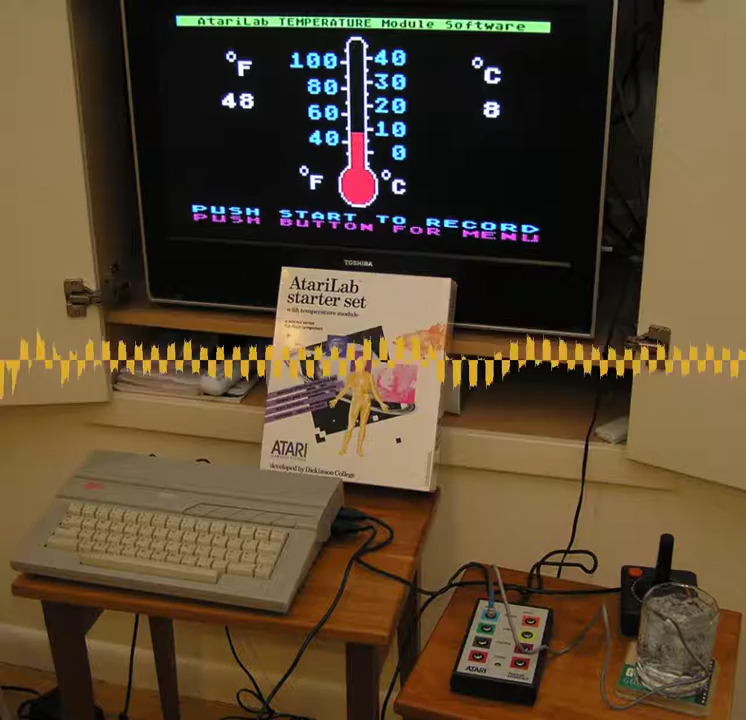 AtariLab TEMPERATURE Module Software
°F
100
40
°C
80
30
48
60
20
8
40
10
0
°F
°C
PUSH START TO RECORD
PUSH BUTTON FOR MENU
TOSHIBA
AtariLab
starter set
with temperature module
ATARI
developed by Dickinson College
ATARI